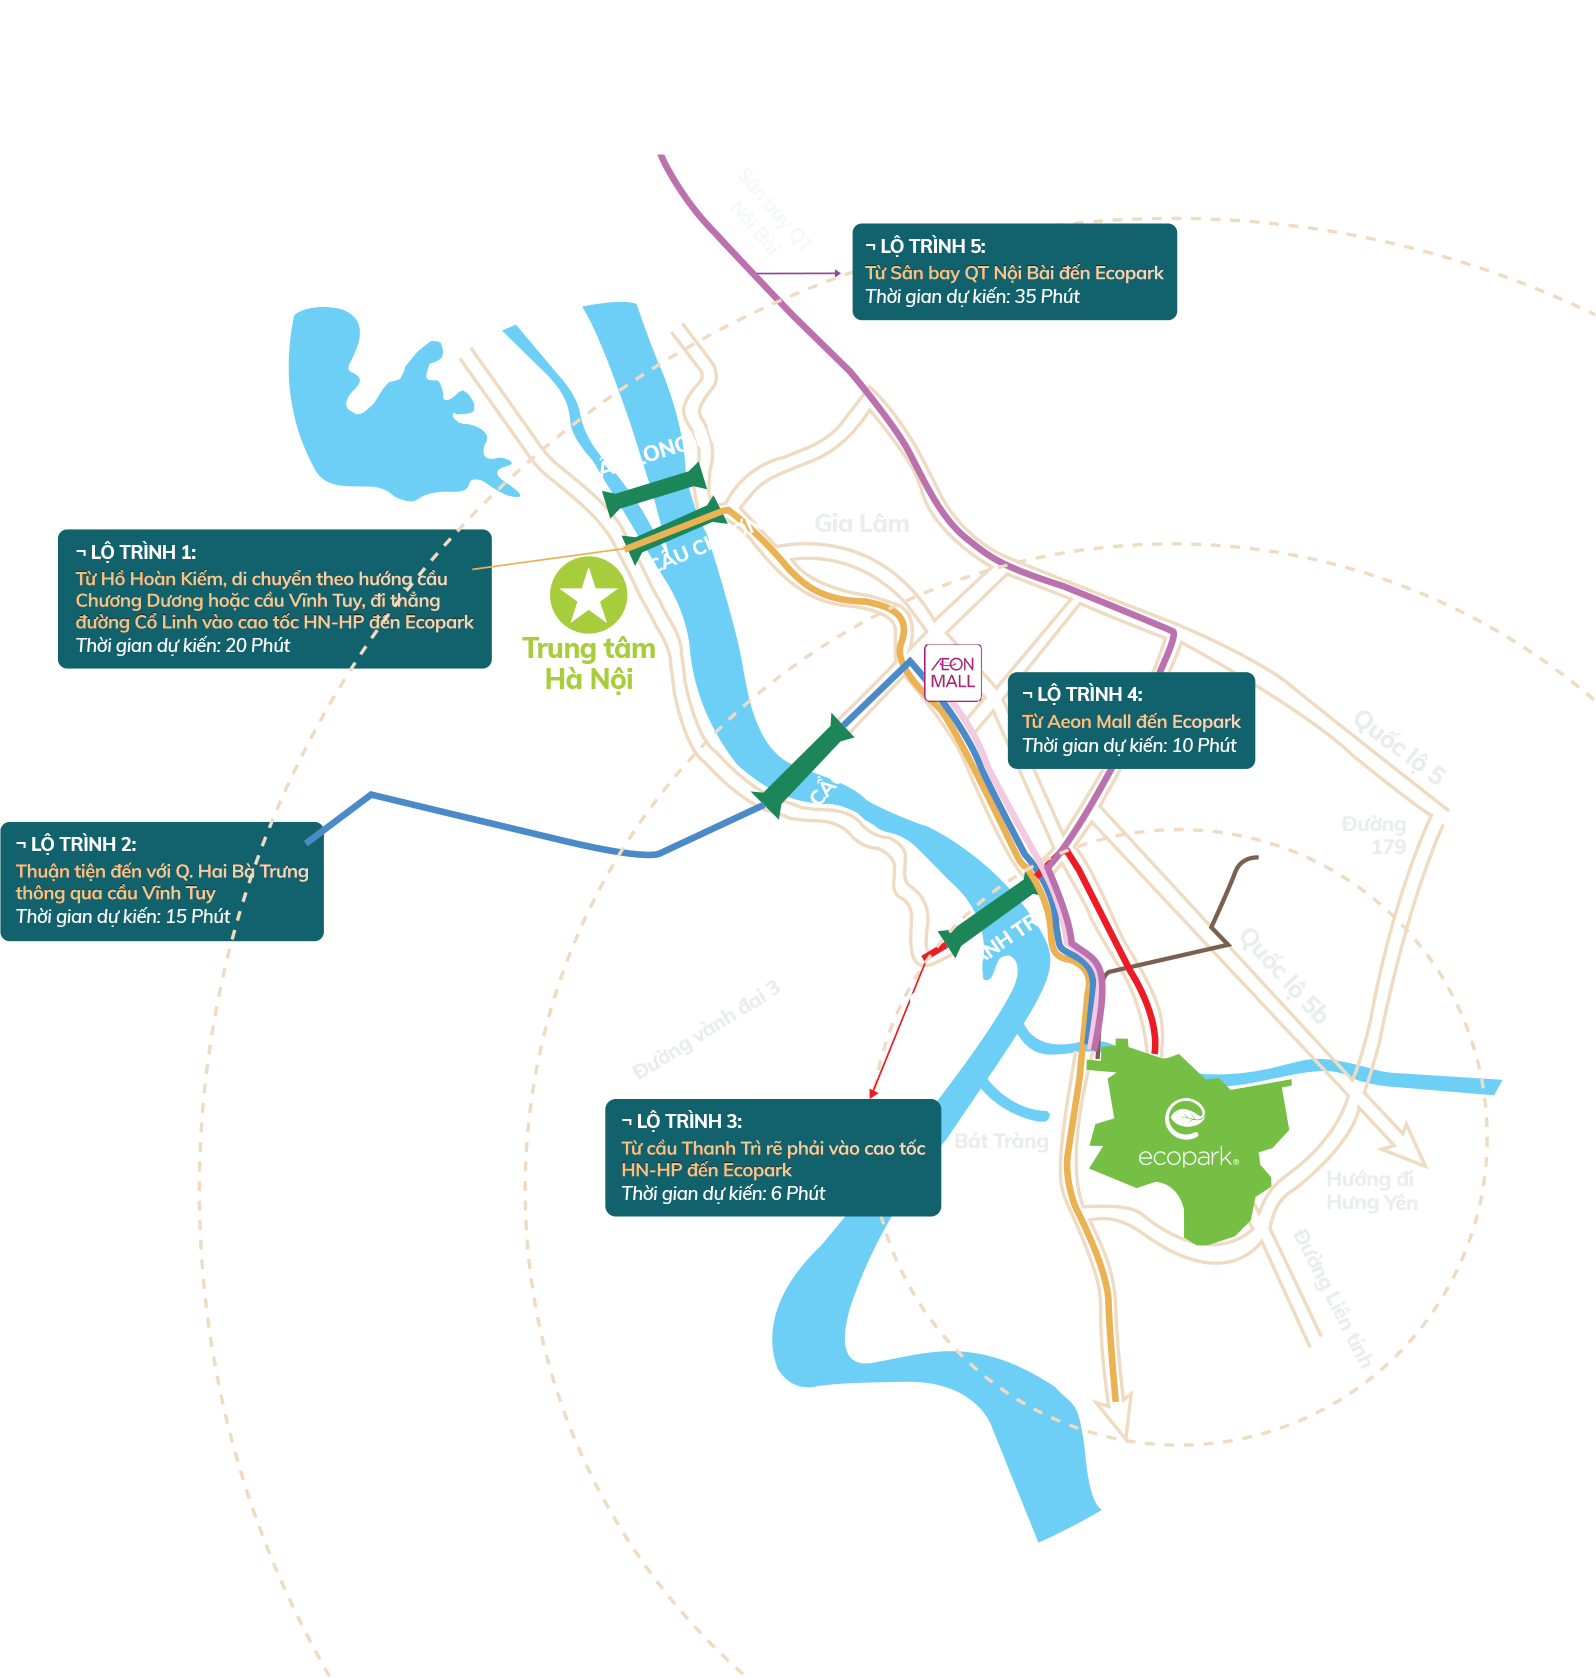 Sân bay QT
Nội Bài
¬ LỘ TRÌNH 5:
Từ Sân bay QT Nội Bài đến Ecopark
Thời gian dự kiến: 35 Phút
LONG
Gia Lâm
CẦU
¬ LỘ TRÌNH 1:
Từ Hồ Hoàn Kiếm, di chuyển theo hướng cầu
Chương Dương hoặc cầu Vĩnh Tuy, đi thẳng
đường Cổ Linh vào cao tốc HN-HP đến Ecopark
Thời gian dự kiến: 20 Phút
Trung tâm
Hà Nội
ÆON
MALL
¬ LỘ TRÌNH 4:
Từ Aeon Mall đến Ecopark
Thời gian dự kiến: 10 Phút
Quốc lộ 5
Đường
179
¬ LỘ TRÌNH 2:
Thuận tiện đến với Q. Hai Bà Trưng
thông qua cầu Vĩnh Tuy
Thời gian dự kiến: 15 Phút
Quốc lộ 5b
Đường vành đai 3
¬ LỘ TRÌNH 3:
Từ cầu Thanh Trì rẽ phải vào cao tốc
HN-HP đến Ecopark
Thời gian dự kiến: 6 Phút
Bát Tràng
ecopark®
Hướng đi
Hưng Yên
Đường Liên tỉnh